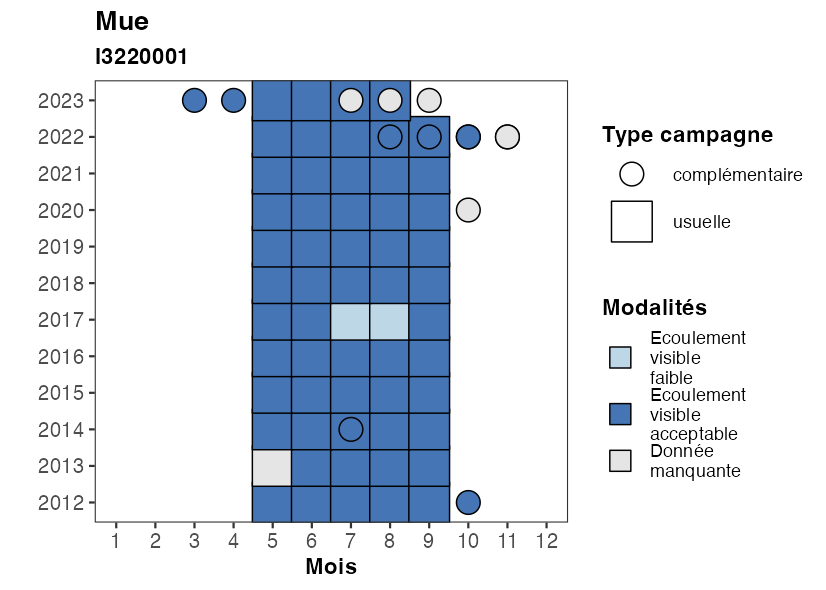 Mue
I3220001
2023
2022
2021
2020
2019
2018
2017
2016
2015
2014
2013
2012
1 2 3 4 5 6 7 8 9 10 11 12
Mois
Type campagne
complémentaire
usuelle
Modalités
Ecoulement
visible
faible
Ecoulement
visible
acceptable
Donnée
manquante